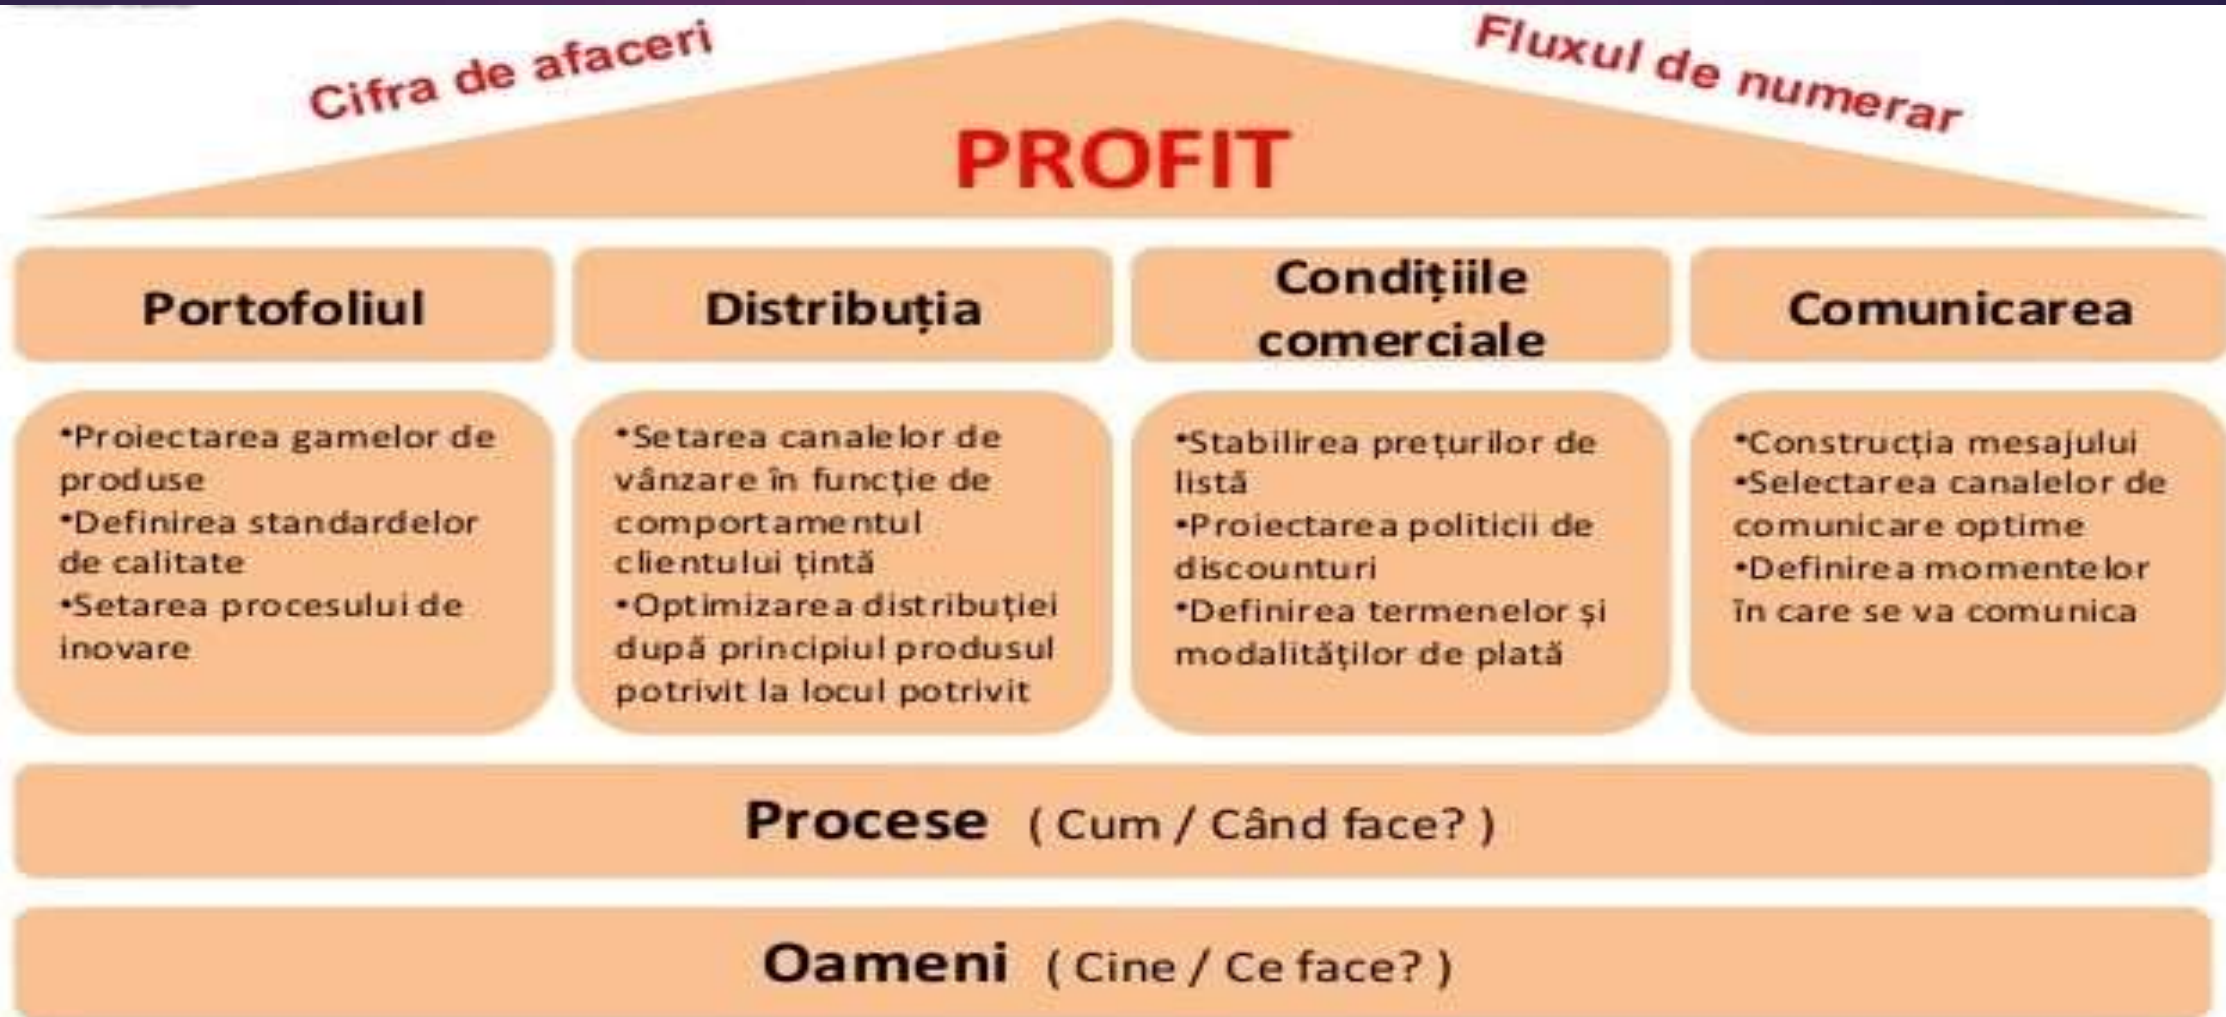 Cifra de afaceri
Fluxul de numerar
PROFIT
Portofoliul
•Proiectarea gamelor de
produse
•Definirea standardelor
de calitate
•Setarea procesului de
inovare
Distribuția
•Setarea canalelor de
vânzare în funcție de
comportamentul
clientului țintă
•Optimizarea distribuției
după principiul produsul
potrivit la locul potrivit
Condițiile
comerciale
•Stabilirea prețurilor de
listă
•Proiectarea politicii de
discounturi
•Definirea termenelor și
modalităților de plată
Comunicarea
•Construcția mesajului
•Selectarea canalelor de
comunicare optime
•Definirea momentelor
în care se va comunica
Procese ( Cum / Când face? )
Oameni ( Cine / Ce face? )